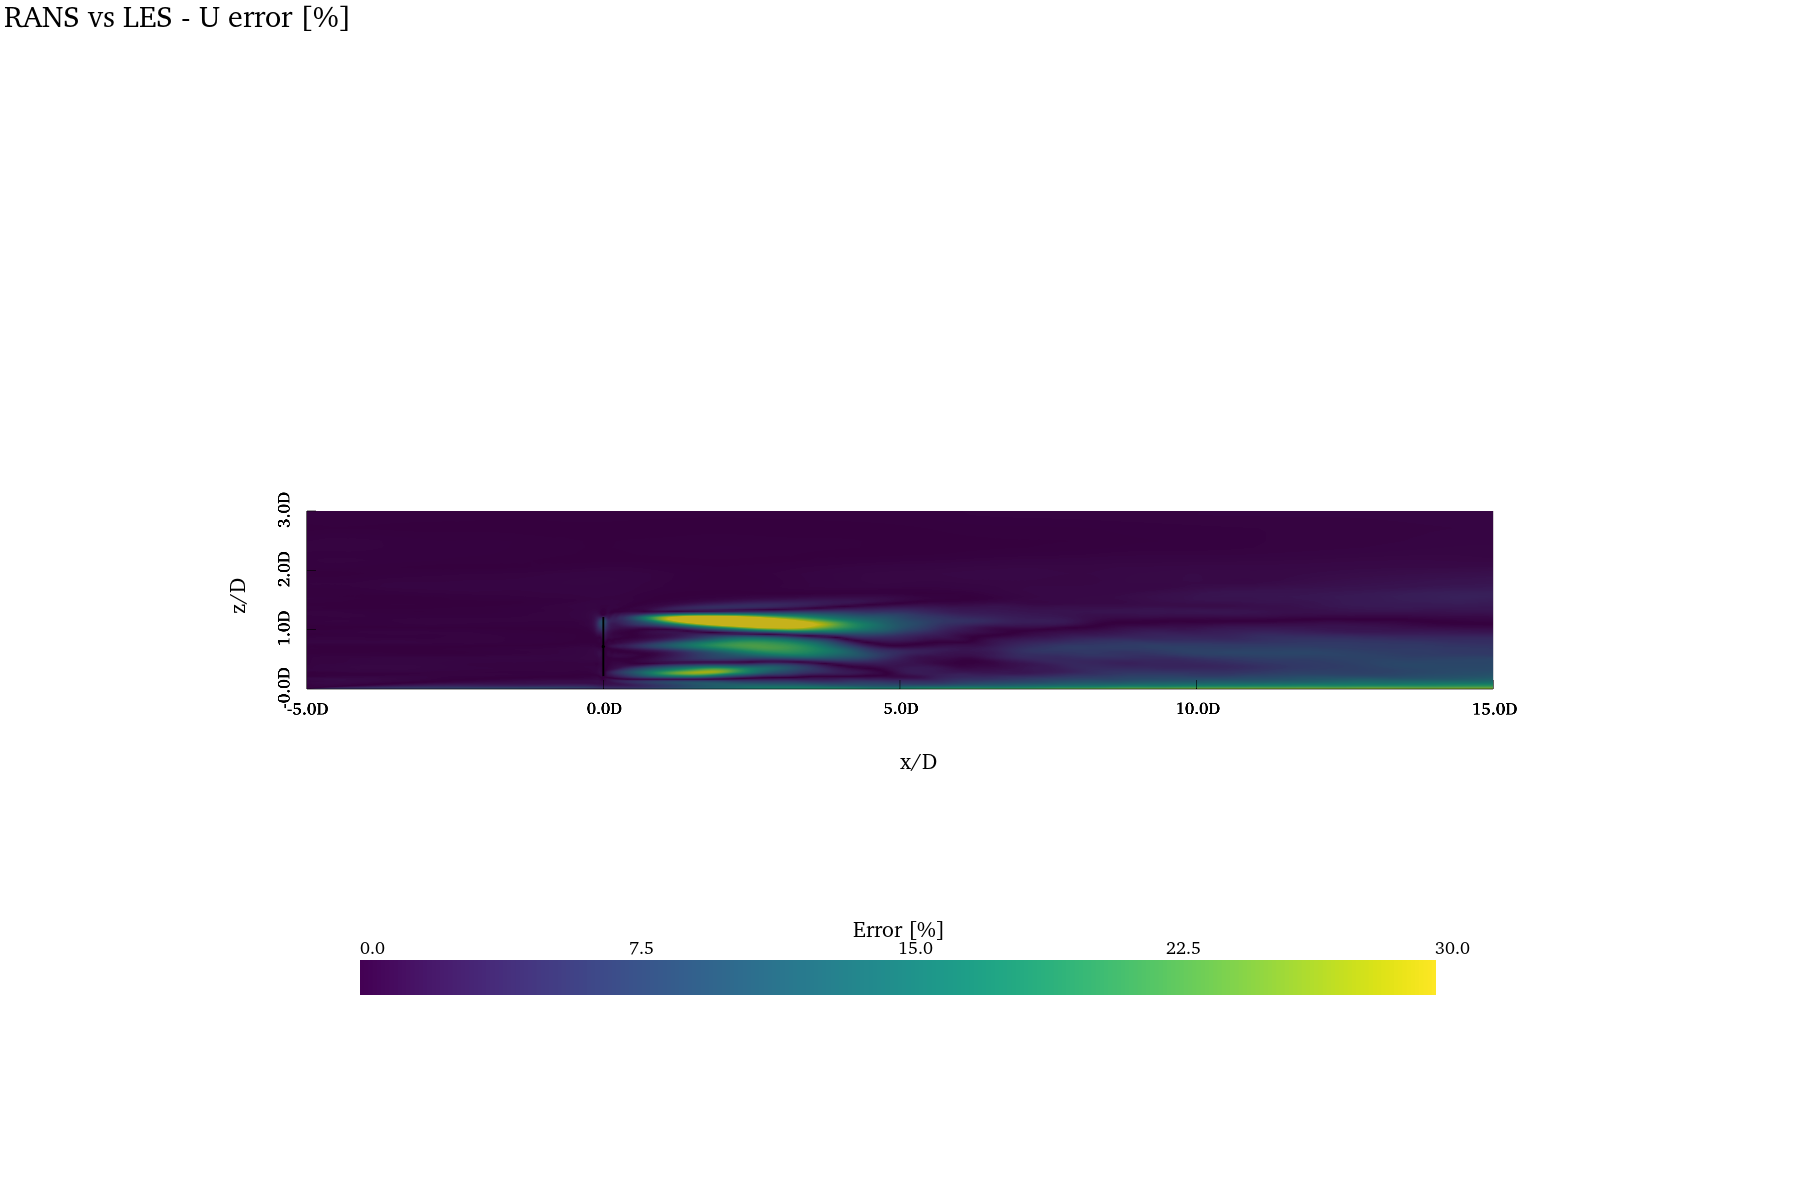 RANS vs LES - U error [%]
3.0D
2.0D
z/D
1.0D
0.0D
-5.0D
0.0D
5.0D
10.0D
15.0D
x/D
Error [%]
0.0
7.5
15.0
22.5
30.0